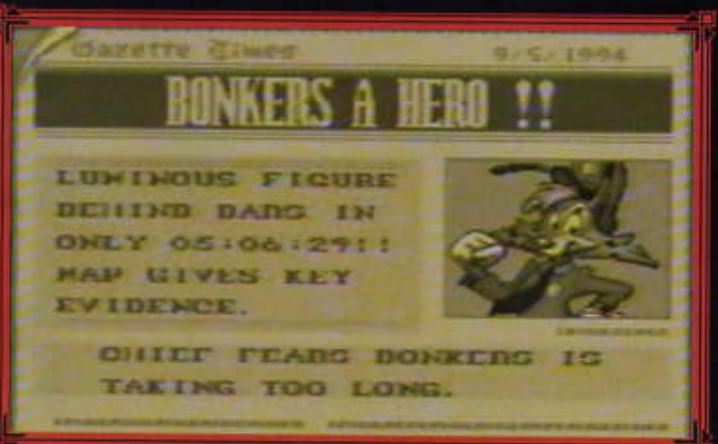 Gazette Times 9/5/1994
BONKERS A HERO !!
LUMINOUS FIGURE
BEHIND BARS IN
ONLY 05:06:29!!
MAP GIVES KEY
EVIDENCE.
CHIEF FEARS BONKERS IS
TAKING TOO LONG.